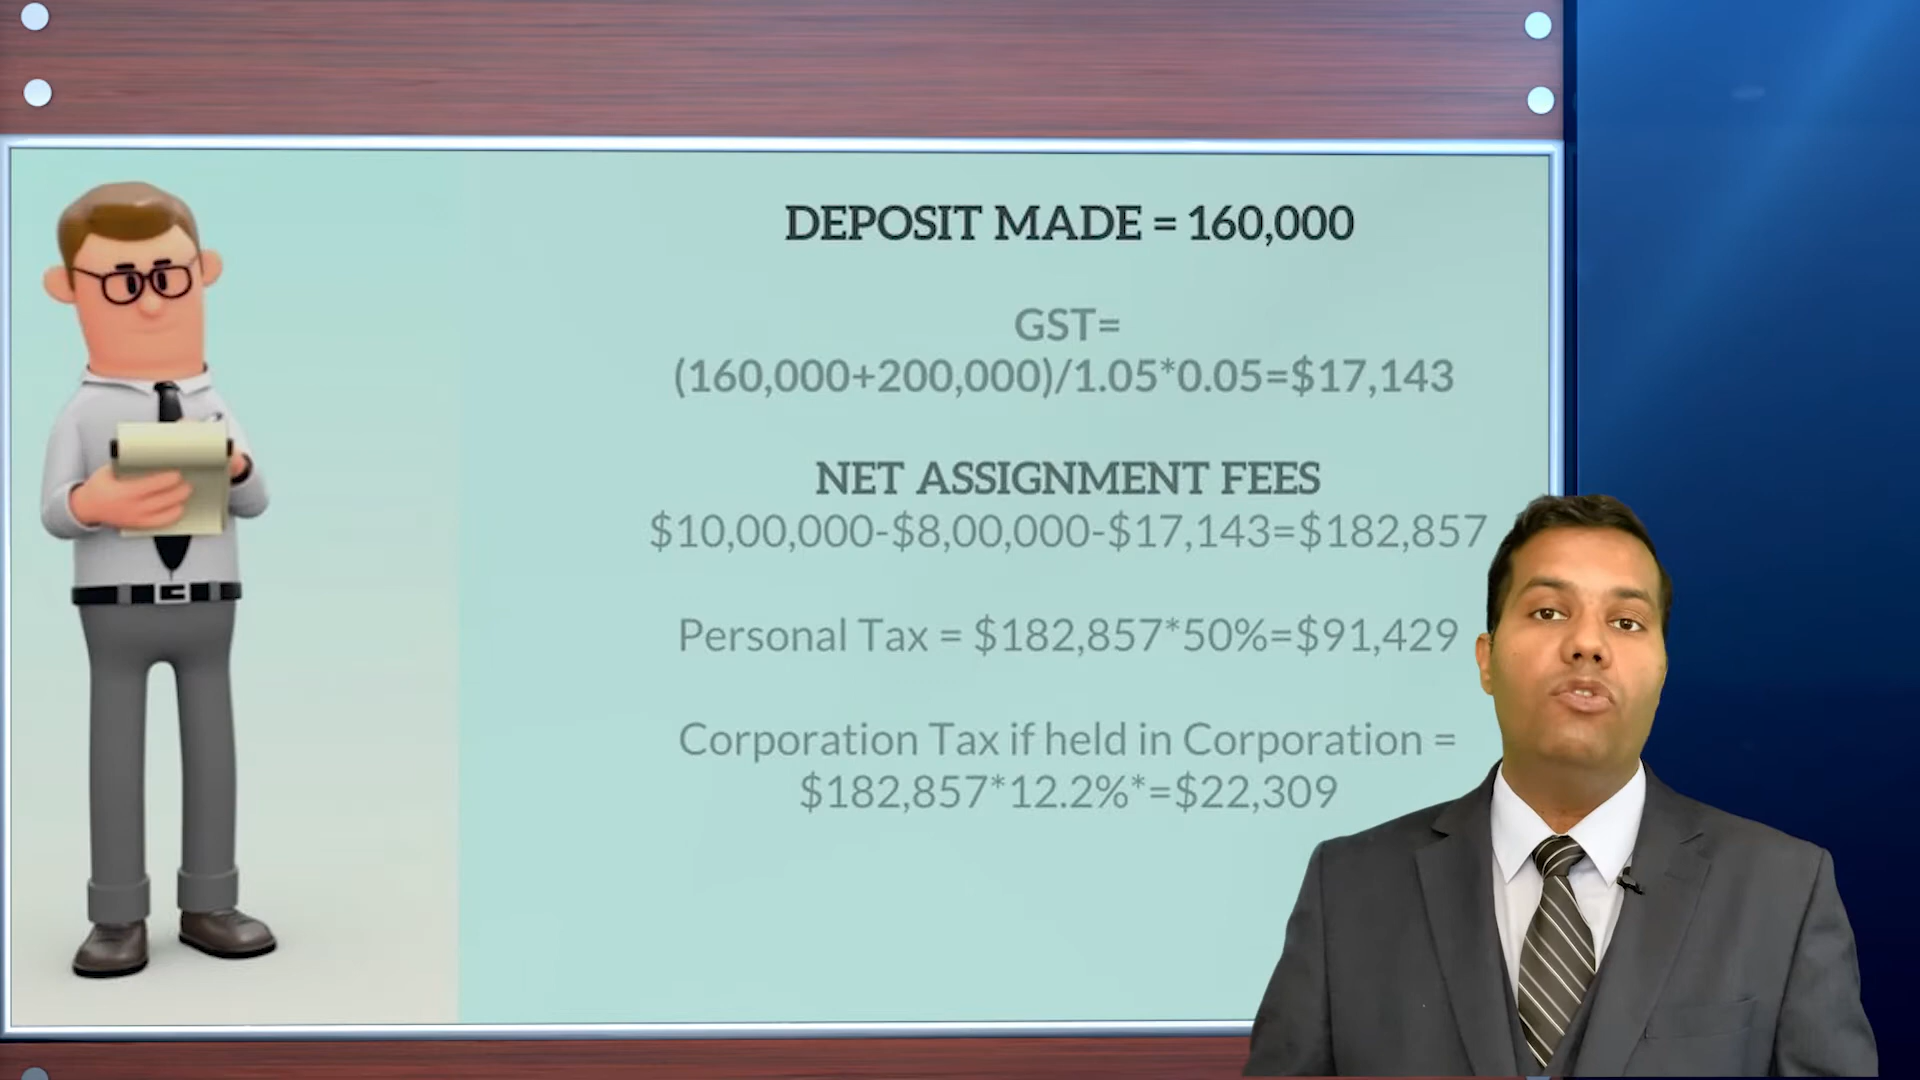 DEPOSIT MADE = 160,000
GST=
(160,000+200,000)/1.05*0.05=$17,143
NET ASSIGNMENT FEES
$10,00,000-$8,00,000-$17,143=$182,857
Personal Tax = $182,857*50%=$91,429
Corporation Tax if held in Corporation =
$182,857*12.2%*=$22,309